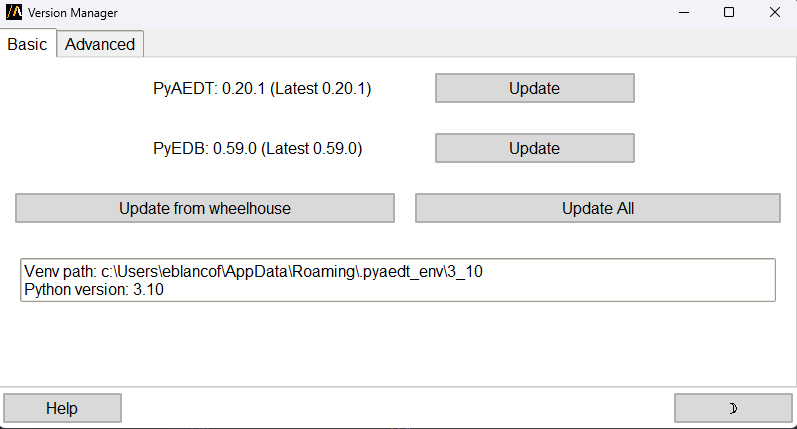 Version Manager
Basic
Advanced
PyAEDT: 0.20.1 (Latest 0.20.1)
Update
PyEDB: 0.59.0 (Latest 0.59.0)
Update
Update from wheelhouse
Update All
Venv path: c:\Users\eblancof\AppData\Roaming\.pyaedt_env\3_10
Python version: 3.10
Help